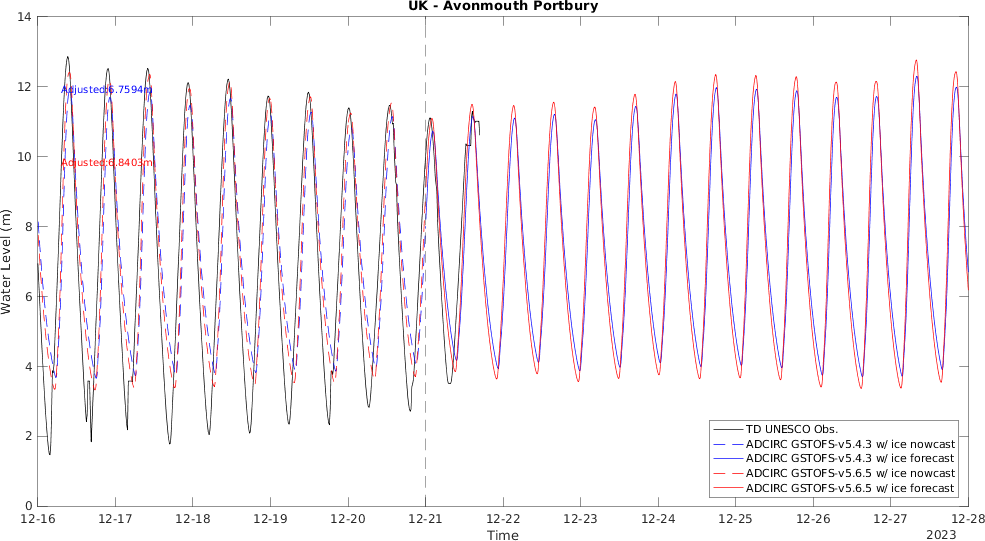 UK - Avonmouth Portbury
14
12
10
8
6
4
2
0
Water Level (m)
Adjusted:6.7594m
Adjusted:6.8403m
TD UNESCO Obs.
ADCIRC GSTOFS-v5.4.3 w/ ice nowcast
ADCIRC GSTOFS-v5.4.3 w/ ice forecast
ADCIRC GSTOFS-v5.6.5 w/ ice nowcast
ADCIRC GSTOFS-v5.6.5 w/ ice forecast
12-16 12-17 12-18 12-19 12-20 12-21 12-22 12-23 12-24 12-25 12-26 12-27 12-28
Time
2023